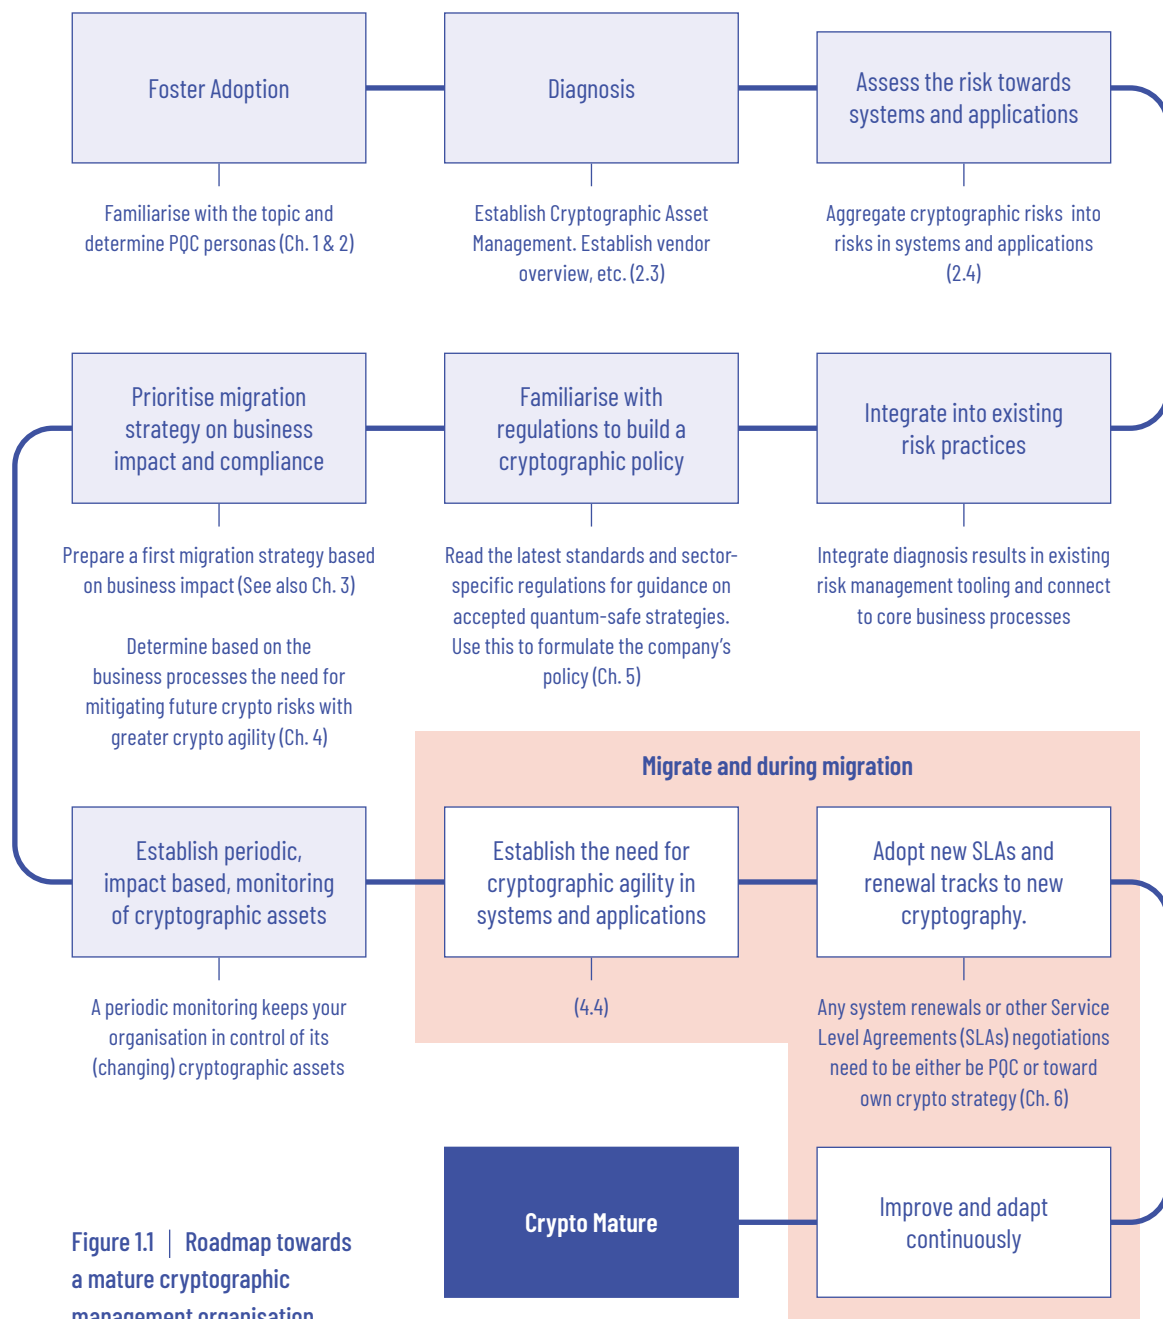 Foster Adoption
Familiarise with the topic and
determine PQC personas (Ch. 1 & 2)
Diagnosis
Establish Cryptographic Asset
Management. Establish vendor
overview, etc. (2.3)
Assess the risk towards
systems and applications
Aggregate cryptographic risks into
risks in systems and applications
(2.4)
Prioritise migration
strategy on business
impact and compliance
Prepare a first migration strategy based
on business impact (See also Ch. 3)
Determine based on the
business processes the need for
mitigating future crypto risks with
greater crypto agility (Ch. 4)
Familiarise with
regulations to build a
cryptographic policy
Read the latest standards and sector-
specific regulations for guidance on
accepted quantum-safe strategies.
Use this to formulate the company's
policy (Ch. 5)
Integrate into existing
risk practices
Integrate diagnosis results in existing
risk management tooling and connect
to core business processes
Migrate and during migration
Establish periodic,
impact based, monitoring
of cryptographic assets
A periodic monitoring keeps your
organisation in control of its
(changing) cryptographic assets
Establish the need for
cryptographic agility in
systems and applications
(4.4)
Adopt new SLAs and
renewal tracks to new
cryptography.
Any system renewals or other Service
Level Agreements (SLAs) negotiations
need to be either be PQC or toward
own crypto strategy (Ch. 6)
Crypto Mature
Improve and adapt
continuously
Figure 1.1 | Roadmap towards
a mature cryptographic
management organisation